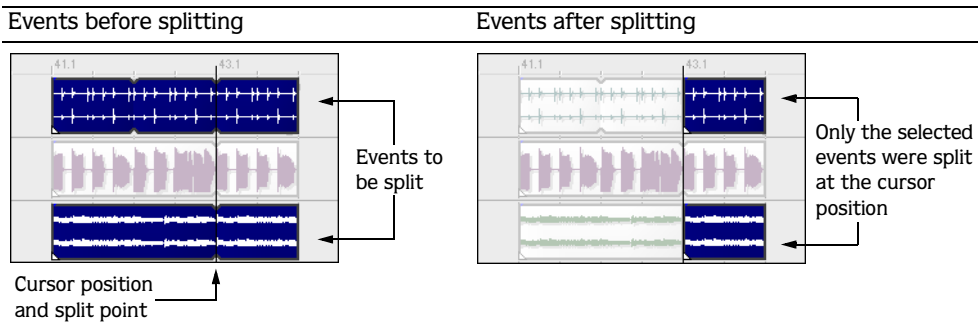 Events before splitting
Events after splitting
41.1 43.1
41.1 43.1
Events to
be split
Only the selected
events were split
at the cursor
position
Cursor position
and split point